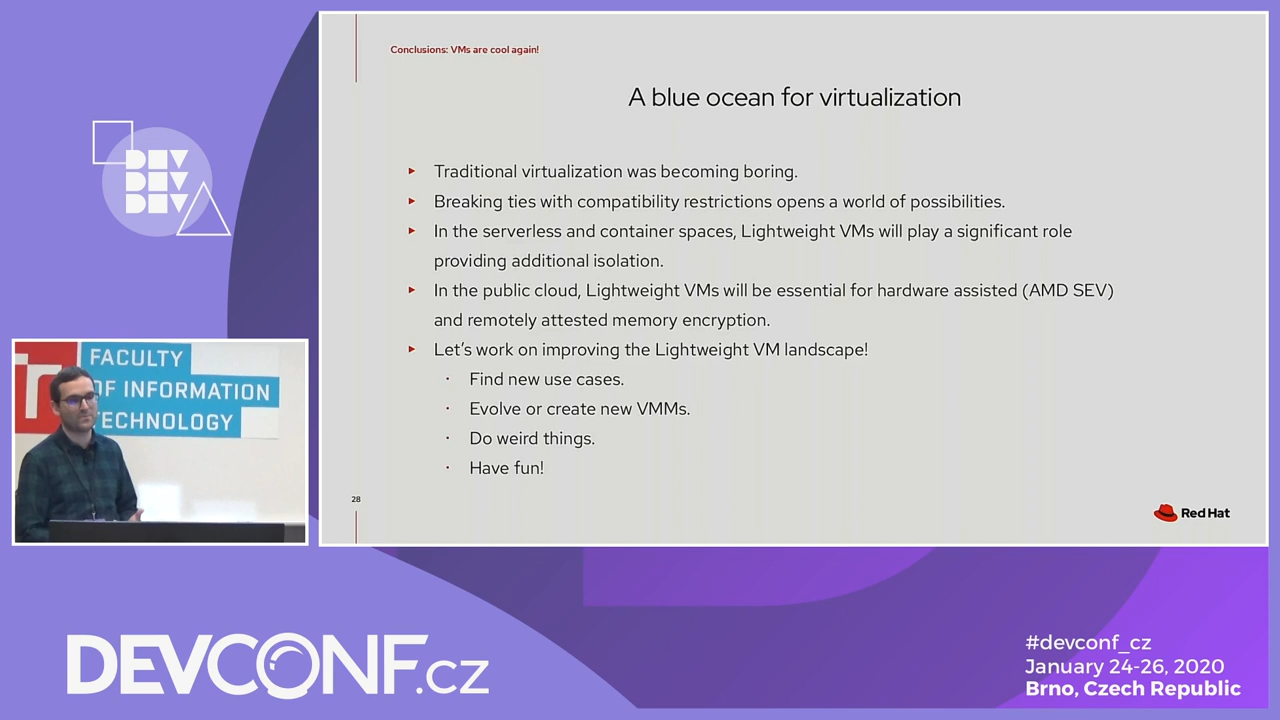 Conclusions: VMs are cool again!
A blue ocean for virtualization
Traditional virtualization was becoming boring.
Breaking ties with compatibility restrictions opens a world of possibilities.
In the serverless and container spaces, Lightweight VMs will play a significant role
providing additional isolation.
In the public cloud, Lightweight VMs will be essential for hardware assisted (AMD SEV)
and remotely attested memory encryption.
Let's work on improving the Lightweight VM landscape!
Find new use cases.
Evolve or create new VMMs.
Do weird things.
Have fun!
28
Red Hat
DEV
DEV
DEV
FACULTY
OF INFORMATION
TECHNOLOGY
DEVCONF.cz
#devconf_cz
January 24-26, 2020
Brno, Czech Republic